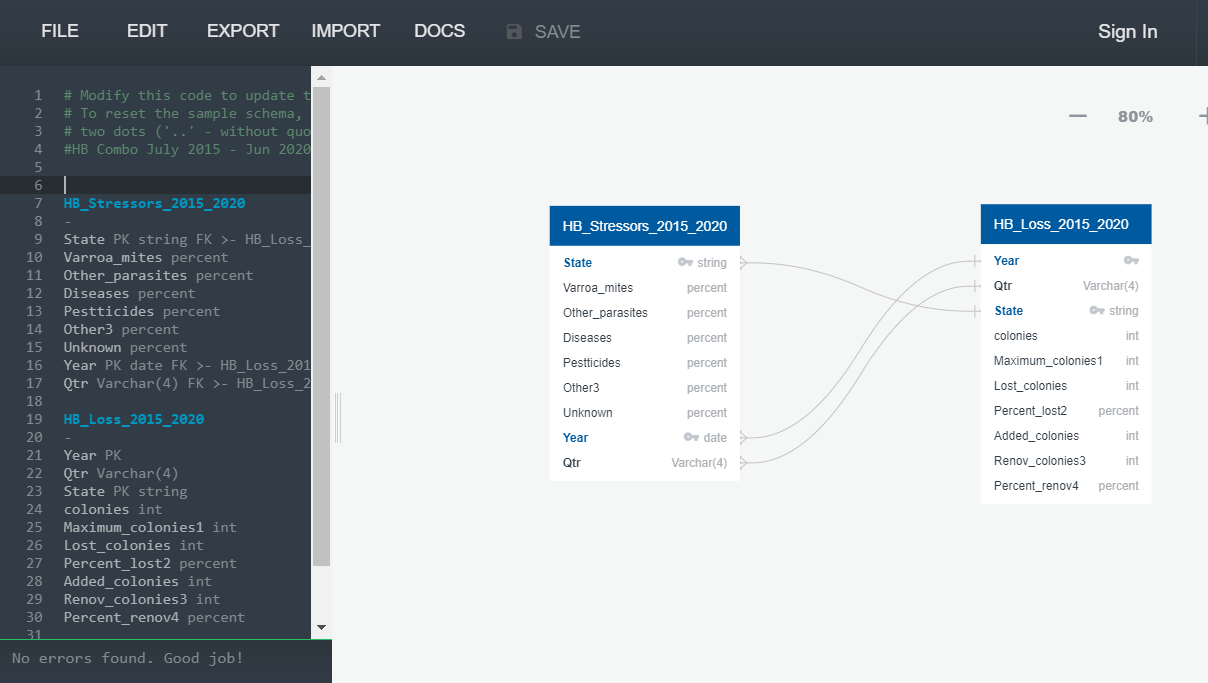 FILE EDIT EXPORT IMPORT DOCS SAVE Sign In
1 # Modify this code to update t
2 # To reset the sample schema,
3 # two dots ('..' - without quo
4 #HB Combo July 2015 - Jun 2020
5
6
7 HB_Stressors_2015_2020
8 -
9 State PK string FK >- HB_Loss_
10 Varroa_mites percent
11 Other_parasites percent
12 Diseases percent
13 Pestticides percent
14 Other3 percent
15 Unknown percent
16 Year PK date FK >- HB_Loss_201
17 Qtr Varchar(4) FK >- HB_Loss_2
18
19 HB_Loss_2015_2020
20 -
21 Year PK
22 Qtr Varchar(4)
23 State PK string
24 colonies int
25 Maximum_colonies1 int
26 Lost_colonies int
27 Percent_lost2 percent
28 Added_colonies int
29 Renov_colonies3 int
30 Percent_renov4 percent
31
No errors found. Good job!
— 80% +
HB_Stressors_2015_2020
State string
Varroa_mites percent
Other_parasites percent
Diseases percent
Pestticides percent
Other3 percent
Unknown percent
Year date
Qtr Varchar(4)
HB_Loss_2015_2020
Year
Qtr Varchar(4)
State string
colonies int
Maximum_colonies1 int
Lost_colonies int
Percent_lost2 percent
Added_colonies int
Renov_colonies3 int
Percent_renov4 percent